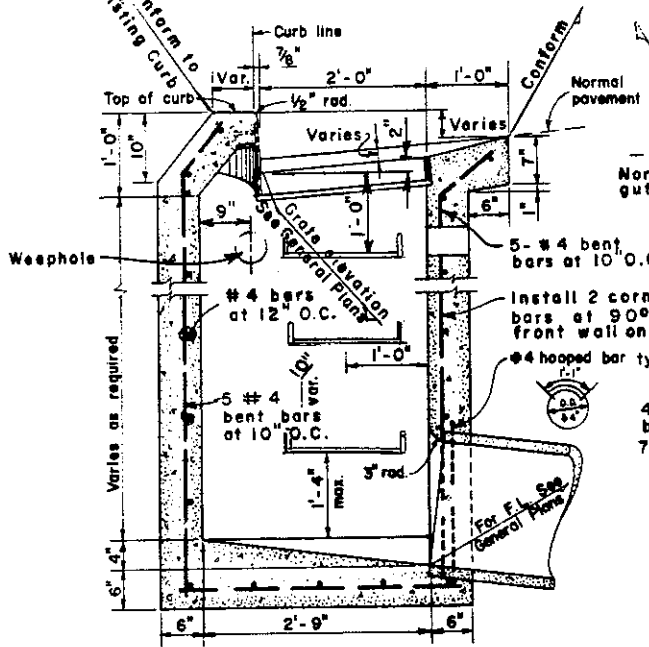 Conform to
Existing Curb
Curb line
7/8"
Var.
2'-0"
1'-0"
Conform
Top of curb
1/2" rad.
Normal
pavement
Varies
2"
Varies
1'-0"
10"
7"
9"
1'-0"
6"
1"
Grate elevation
See General Plans
Weephole
5-#4 bent
bars at 10"O.C.
#4 bars
at 12" O.C.
Install 2
bars at 90°
front wall on
1'-0"
10"
var.
#4 hooped bar
1'-1"
O.D.
+4"
5 #4
bent bars
at 10"O.C.
Varies as required
3" rad.
1'-4"
max.
For F.L. See
General Plans
4"
6"
6"
2'-9"
6"